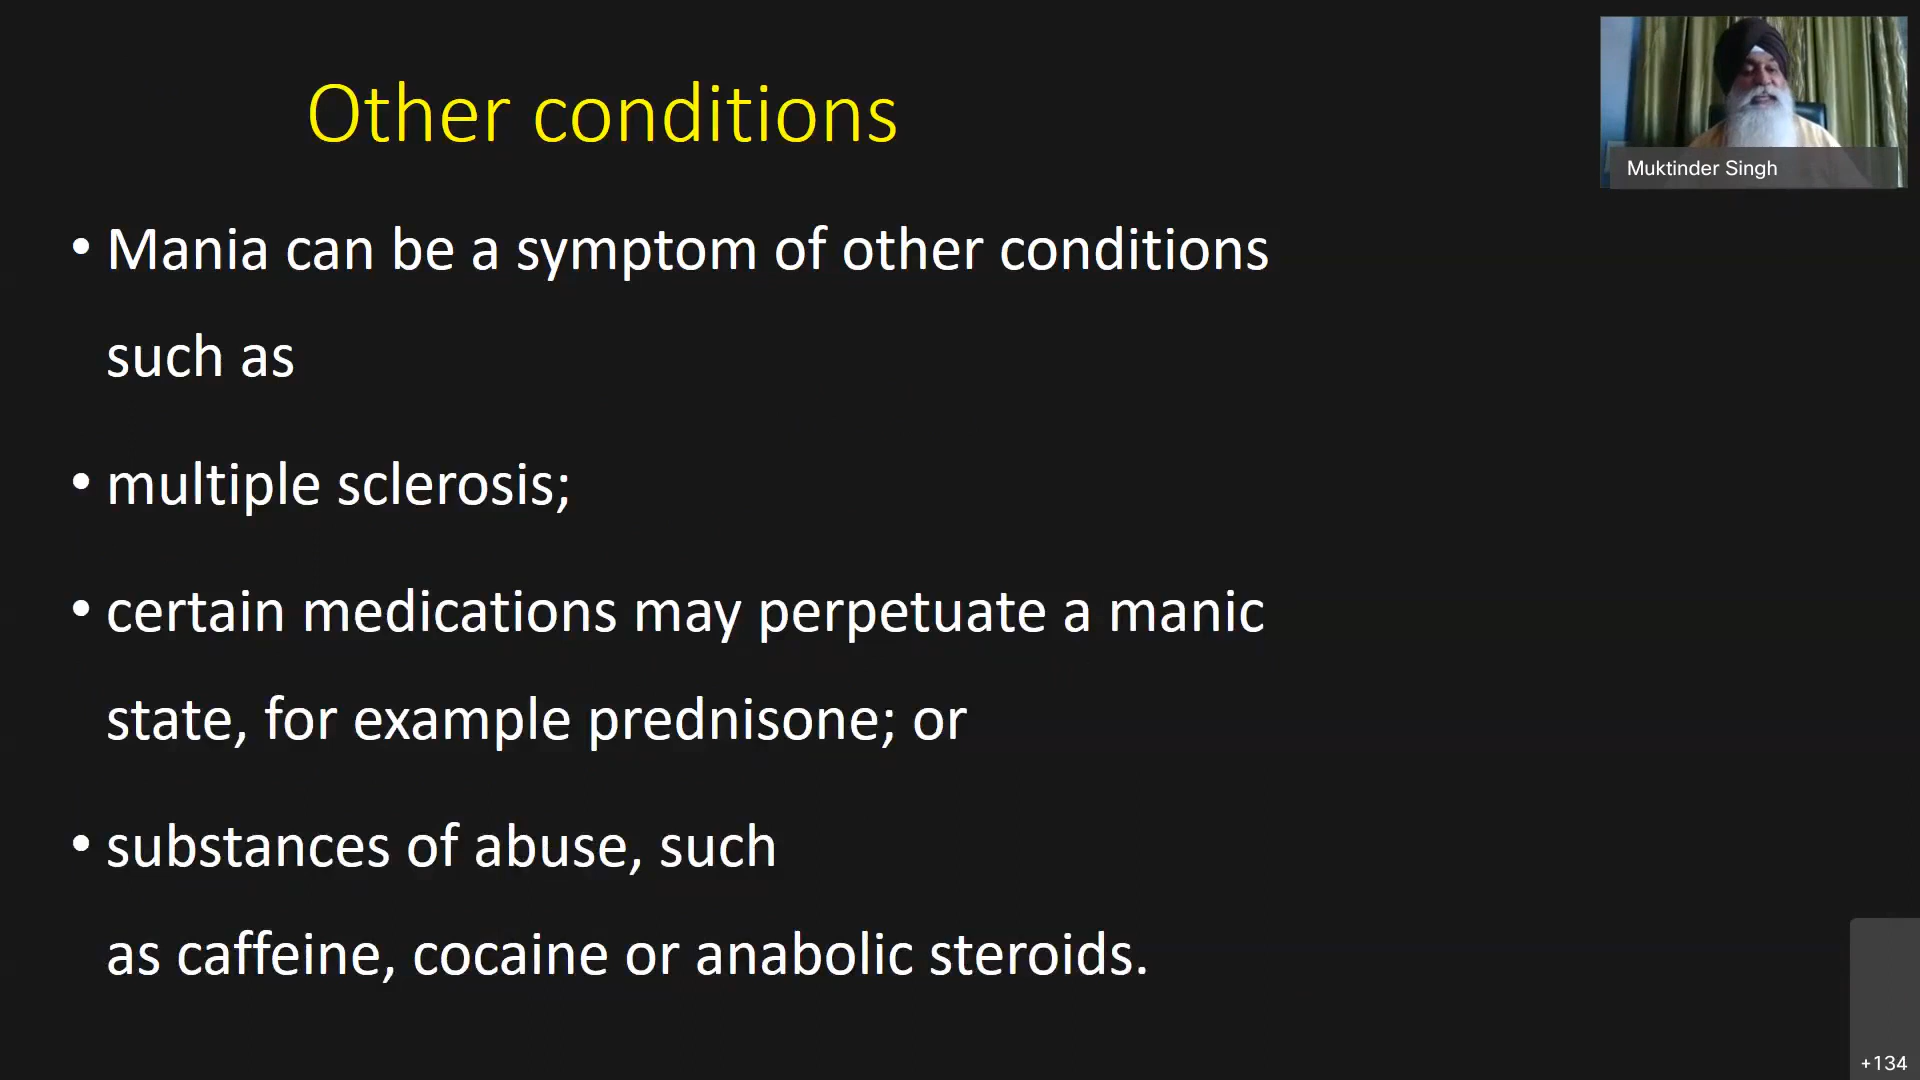 Other conditions
Muktinder Singh
• Mania can be a symptom of other conditions
such as
• multiple sclerosis;
• certain medications may perpetuate a manic
state, for example prednisone; or
• substances of abuse, such
as caffeine, cocaine or anabolic steroids.
+134